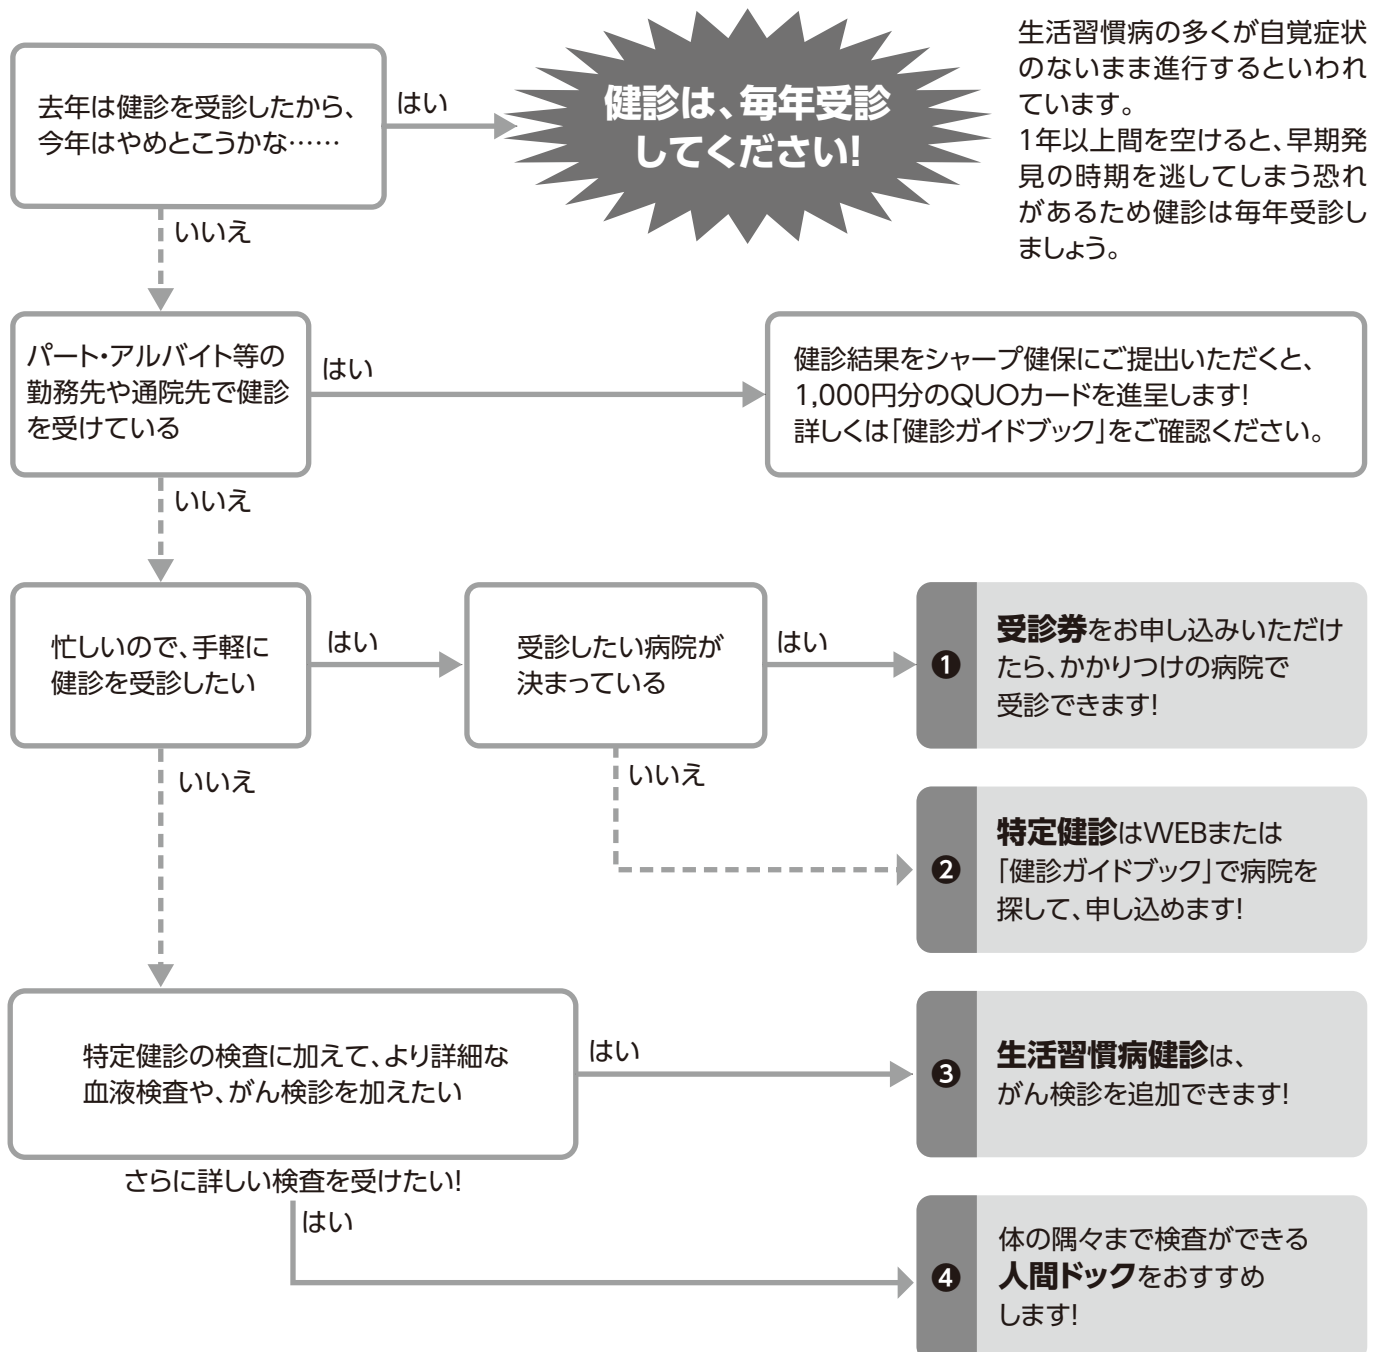 去年は健診を受診したから、
今年はやめとこうかな……
はい
健診は、毎年受診
してください!
生活習慣病の多くが自覚症状
のないまま進行するといわれ
ています。
1年以上間を空けると、早期発
見の時期を逃してしまう恐れ
があるため健診は毎年受診し
ましょう。
いいえ
パート・アルバイト等の
勤務先や通院先で健診
を受けている
はい
健診結果をシャープ健保にご提出いただくと、
1,000円分のQUOカードを進呈します!
詳しくは「健診ガイドブック」をご確認ください。
いいえ
忙しいので、手軽に
健診を受診したい
はい
受診したい病院が
決まっている
はい
❶
受診券をお申し込みいただけ
たら、かかりつけの病院で
受診できます!
いいえ
いいえ
❷
特定健診はWEBまたは
「健診ガイドブック」で病院を
探して、申し込めます!
特定健診の検査に加えて、より詳細な
血液検査や、がん検診を加えたい
はい
❸
生活習慣病健診は、
がん検診を追加できます!
さらに詳しい検査を受けたい!
はい
❹
体の隅々まで検査ができる
人間ドックをおすすめ
します!